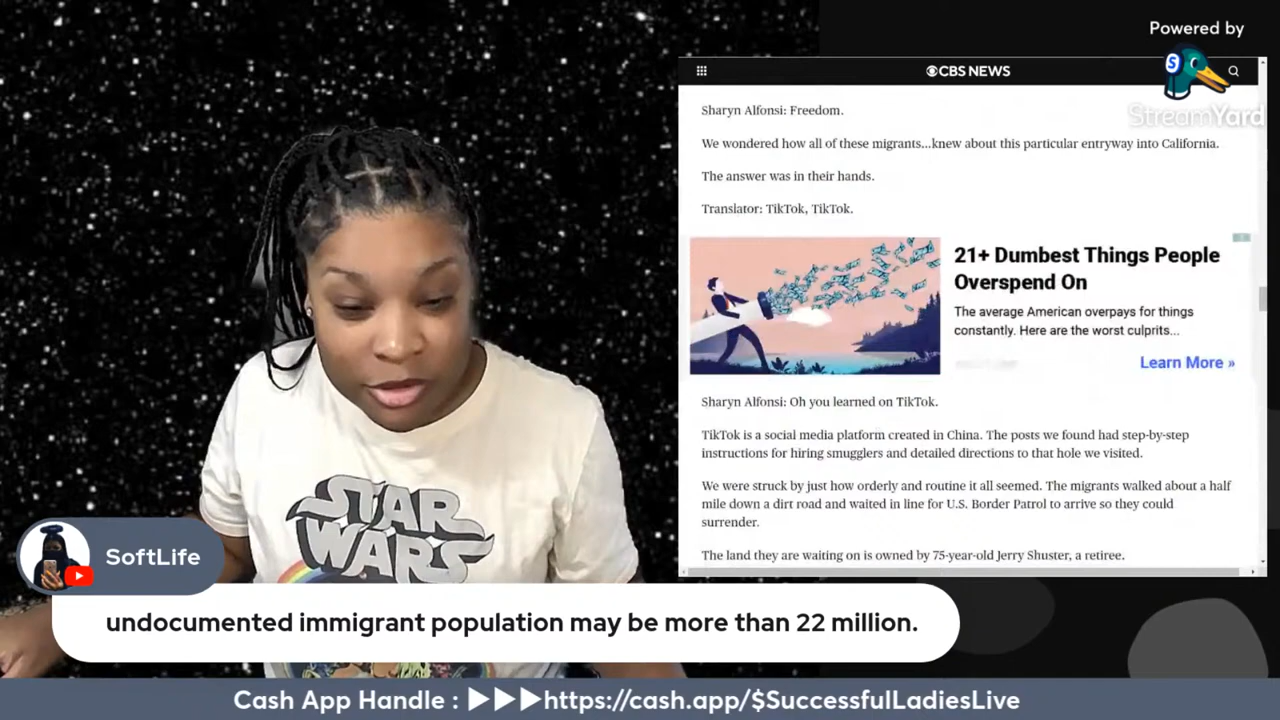 Powered by
StreamYard
CBS NEWS
Sharyn Alfonsi: Freedom.
We wondered how all of these migrants...knew about this particular entryway into California.
The answer was in their hands.
Translator: TikTok, TikTok.
21+ Dumbest Things People
Overspend On
The average American overpays for things
constantly. Here are the worst culprits...
Learn More »
Sharyn Alfonsi: Oh you learned on TikTok.
TikTok is a social media platform created in China. The posts we found had step-by-step
instructions for hiring smugglers and detailed directions to that hole we visited.
We were struck by just how orderly and routine it all seemed. The migrants walked about a half
mile down a dirt road and waited in line for U.S. Border Patrol to arrive so they could
surrender.
The land they are waiting on is owned by 75-year-old Jerry Shuster, a retiree.
STAR
WARS
SoftLife
undocumented immigrant population may be more than 22 million.
Cash App Handle : ▶▶▶https://cash.app/$SuccessfulLadiesLive